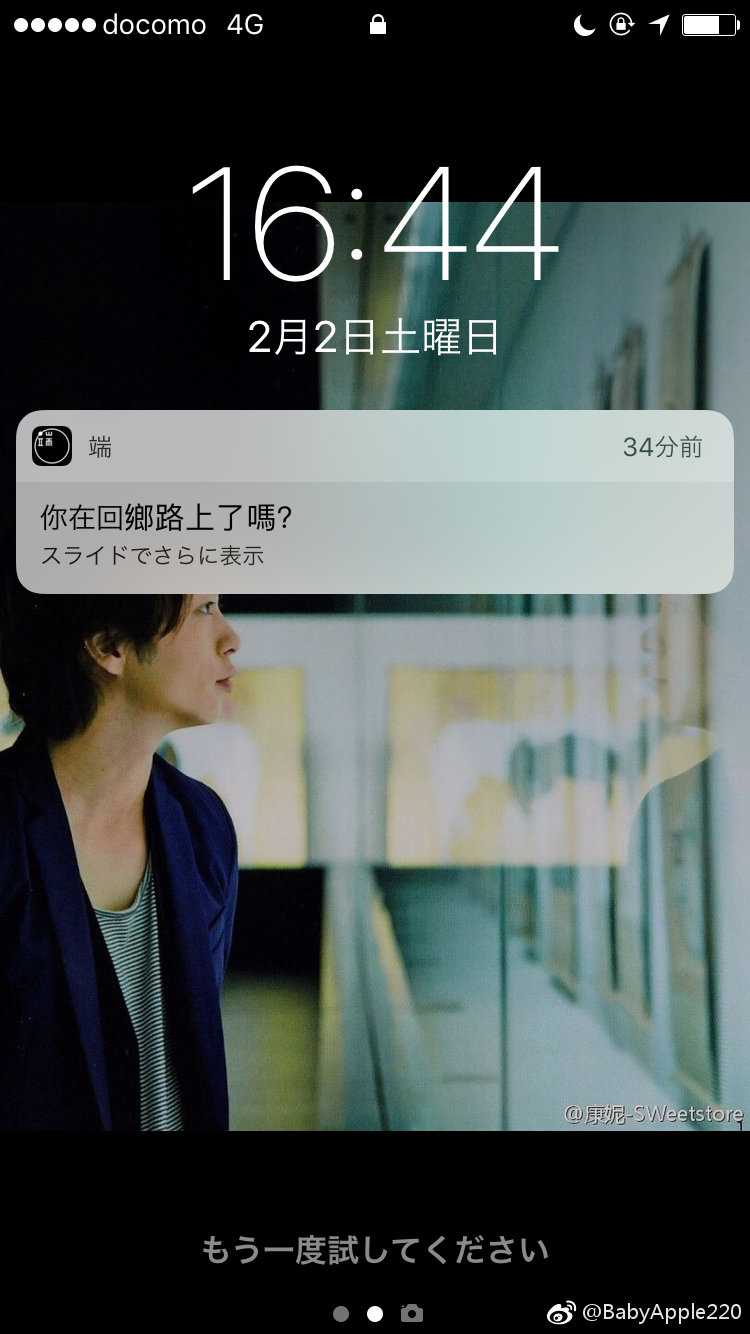 docomo 4G
16:44
2月2日土曜日
端 端 34分前
你在回鄉路上了嗎?
スライドでさらに表示
@康妮-SWeetstore
もう一度試してください
@BabyApple220